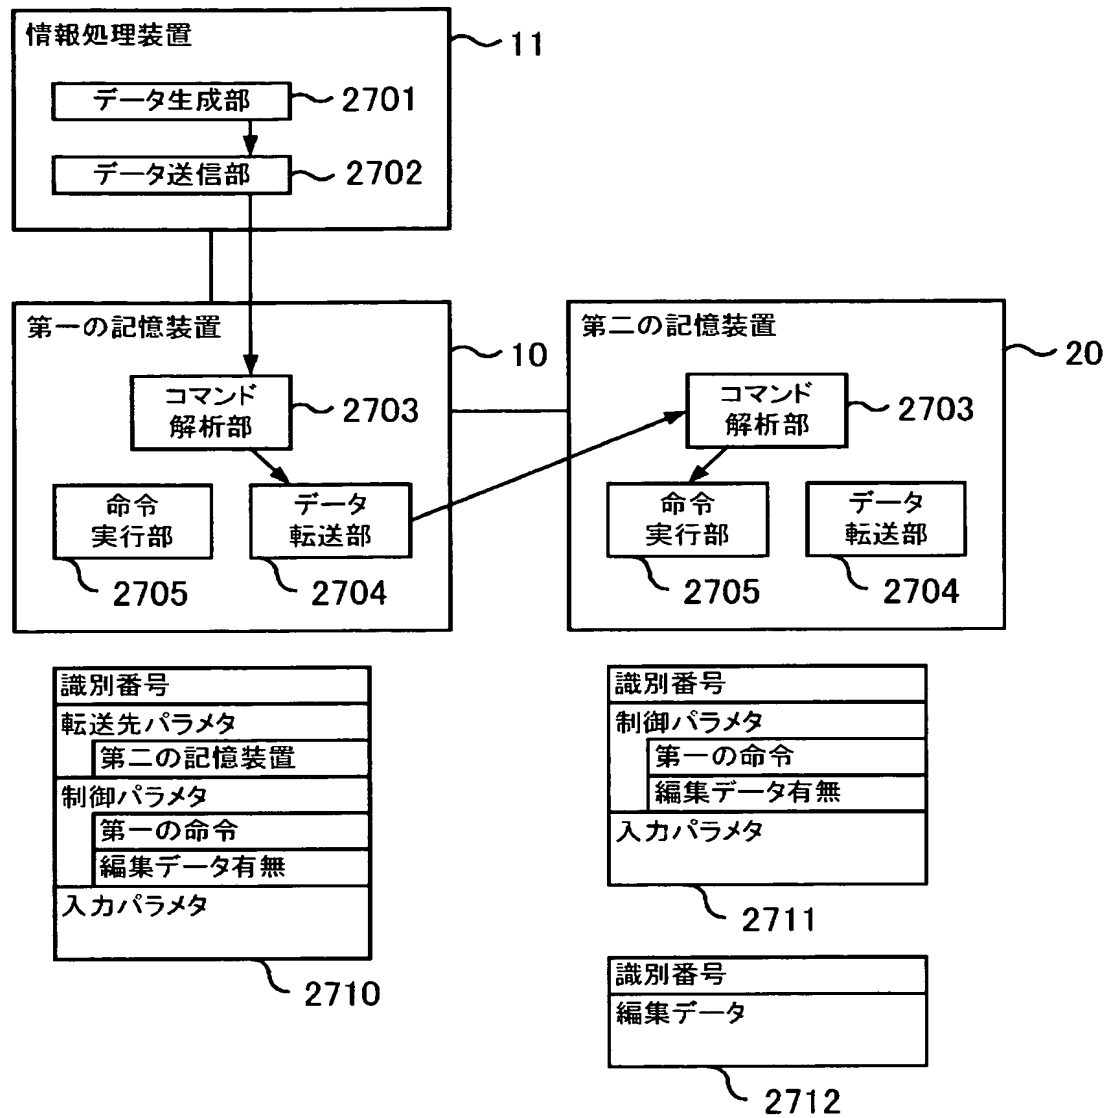 情報処理装置
11
データ生成部
2701
データ送信部
2702
第一の記憶装置
10
コマンド
解析部
2703
命令
実行部
2705
データ
転送部
2704
第二の記憶装置
20
コマンド
解析部
2703
命令
実行部
2705
データ
転送部
2704
識別番号
転送先パラメタ
第二の記憶装置
制御パラメタ
第一の命令
編集データ有無
入力パラメタ
2710
識別番号
制御パラメタ
第一の命令
編集データ有無
入力パラメタ
2711
識別番号
編集データ
2712